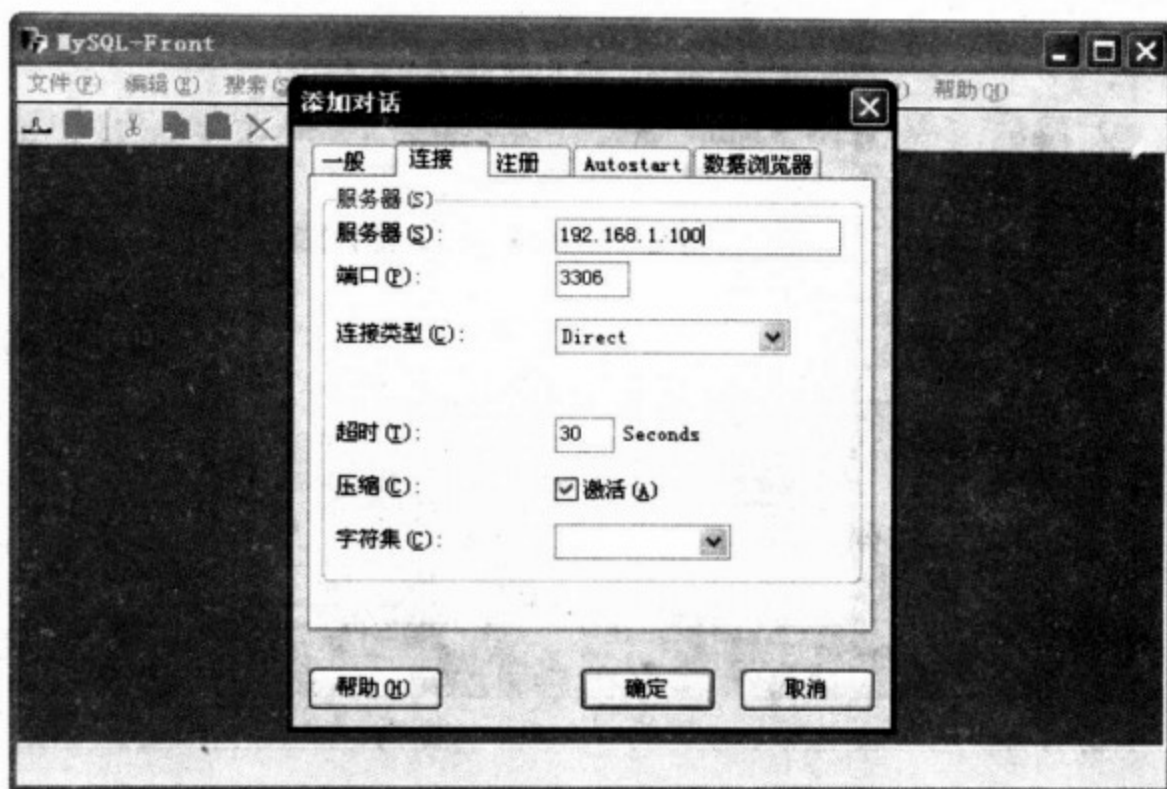 MySQL-Front
文件(F) 编辑(E) 搜索(S 帮助(H)
添加对话
一般 连接 注册 Autostart 数据浏览器
服务器(S)
服务器(S): 192.168.1.100
端口(P): 3306
连接类型(C): Direct
超时(T): 30 Seconds
压缩(C): 激活(A)
字符集(C):
帮助(H) 确定 取消